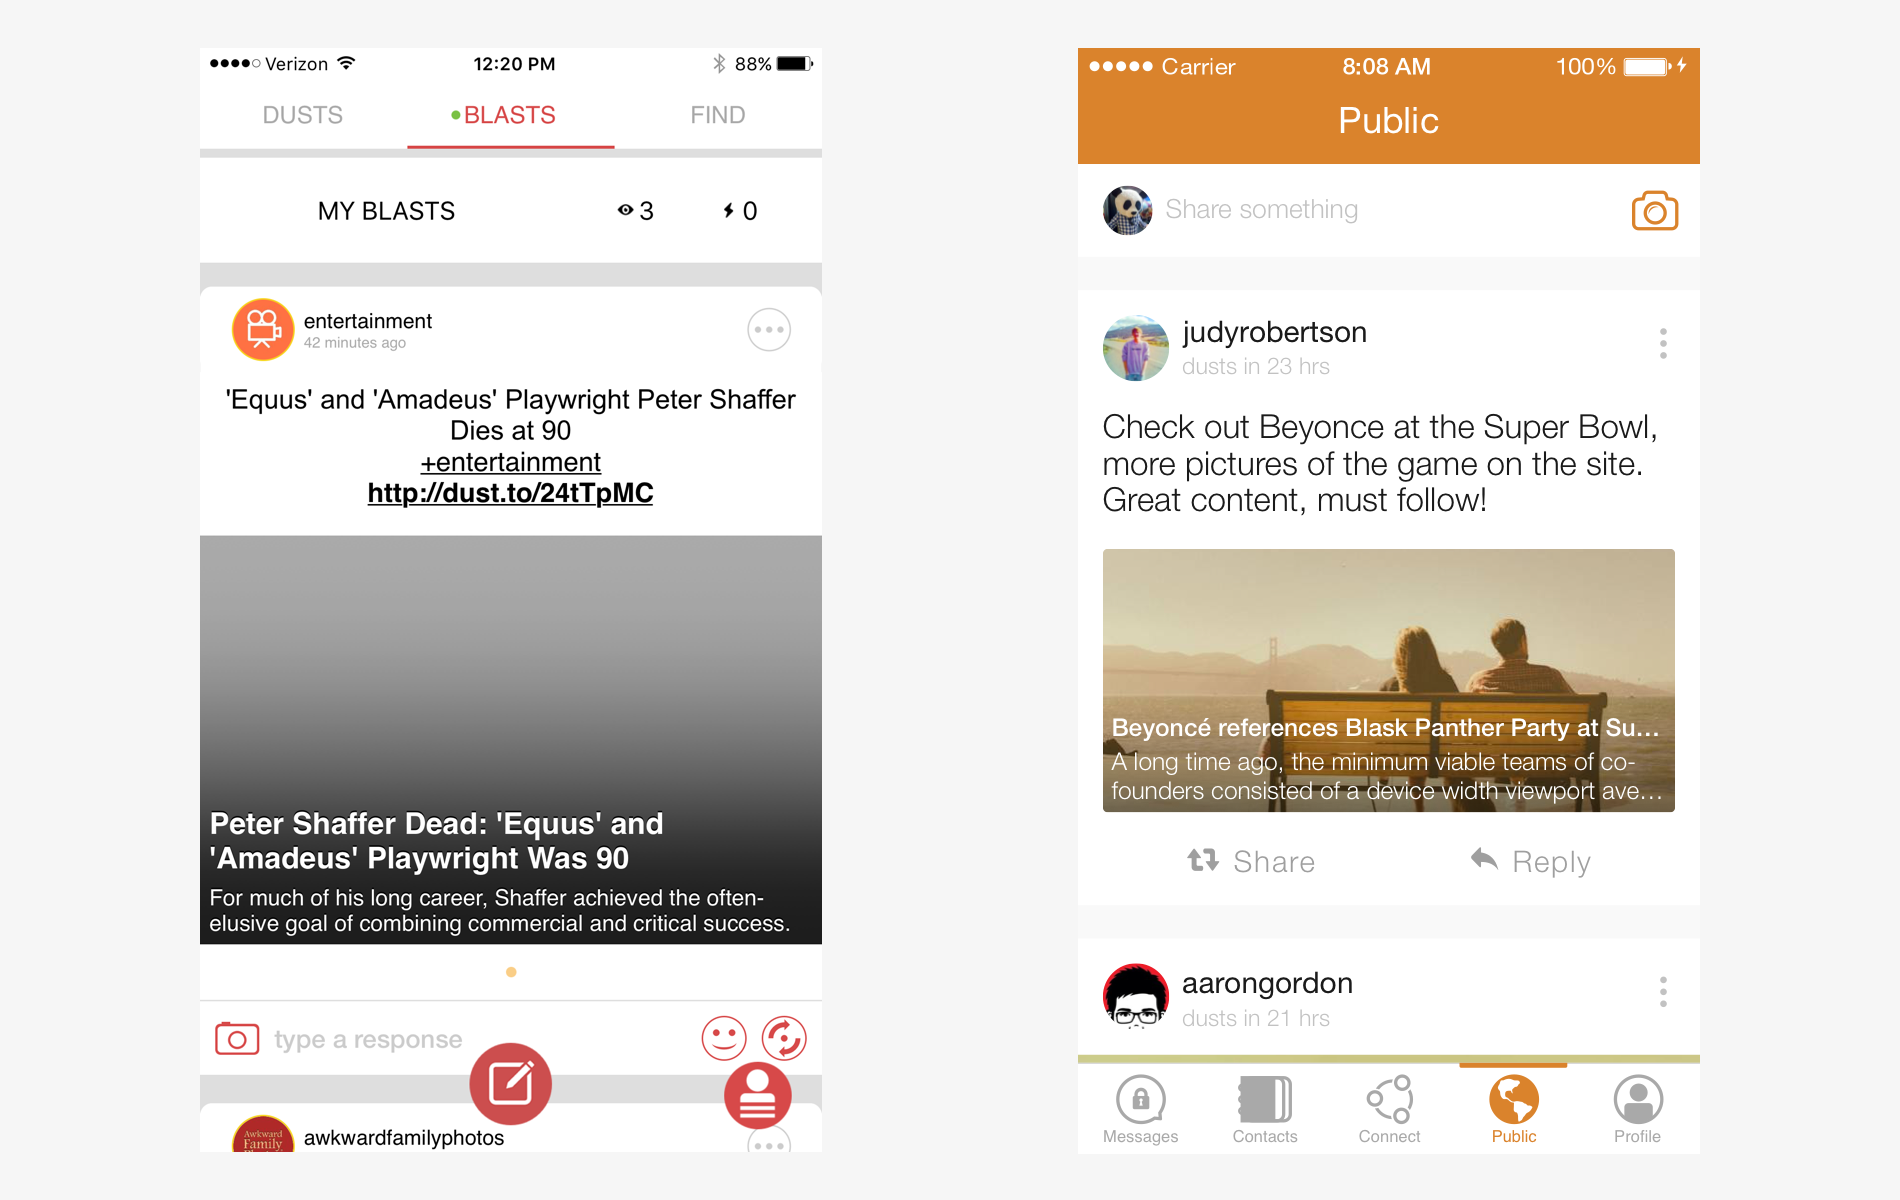 Verizon 12:20 PM 88%
DUSTS BLASTS FIND
MY BLASTS 3 0
entertainment
42 minutes ago
'Equus' and 'Amadeus' Playwright Peter Shaffer
Dies at 90
+entertainment
http://dust.to/24tTpMC
Peter Shaffer Dead: 'Equus' and
'Amadeus' Playwright Was 90
For much of his long career, Shaffer achieved the often-
elusive goal of combining commercial and critical success.
type a response
Awkward
Family
awkwardfamilyphotos
Carrier 8:08 AM 100%
Public
Share something
judyrobertson
dusts in 23 hrs
Check out Beyonce at the Super Bowl,
more pictures of the game on the site.
Great content, must follow!
Beyoncé references Blask Panther Party at Su...
A long time ago, the minimum viable teams of co-
founders consisted of a device width viewport ave...
Share Reply
aarongordon
dusts in 21 hrs
Messages Contacts Connect Public Profile